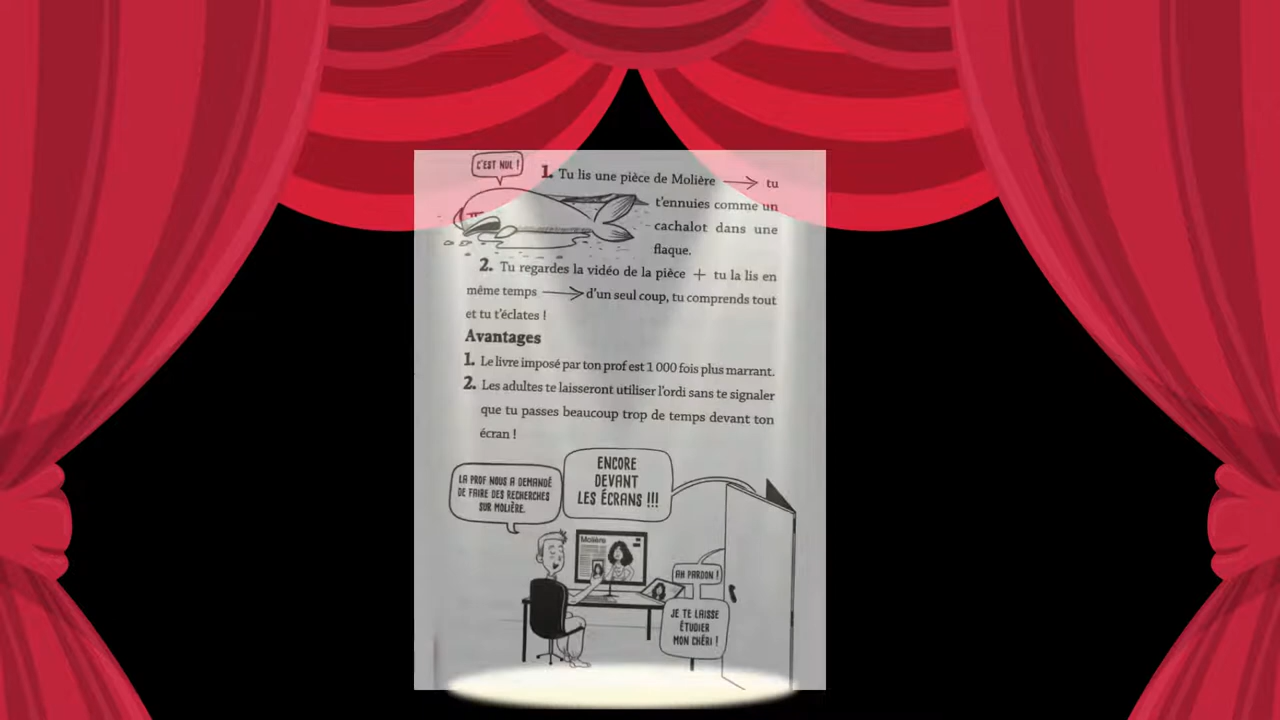 C'EST NUL !
1. Tu lis une pièce de Molière → tu
t'ennuies comme un
cachalot dans une
flaque.
2. Tu regardes la vidéo de la pièce + tu la lis en
même temps → d'un seul coup, tu comprends tout
et tu t'éclates !
Avantages
1. Le livre imposé par ton prof est 1 000 fois plus marrant.
2. Les adultes te laisseront utiliser l'ordi sans te signaler
que tu passes beaucoup trop de temps devant ton
écran !
LA PROF NOUS A DEMANDÉ
DE FAIRE DES RECHERCHES
SUR MOLIÈRE.
ENCORE
DEVANT
LES ÉCRANS !!!
Molière
AH PARDON !
JE TE LAISSE
ÉTUDIER
MON CHÉRI !